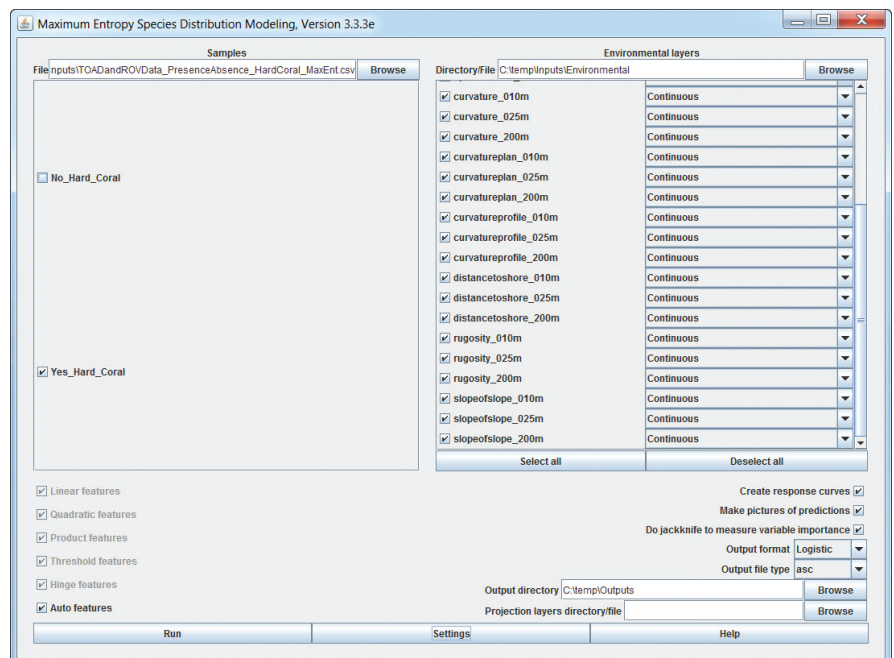 Maximum Entropy Species Distribution Modeling, Version 3.3.3e
Samples
File nputs\TOADandROVData_PresenceAbsence_HardCoral_MaxEnt.csv Browse
No_Hard_Coral
Yes_Hard_Coral
Environmental layers
Directory/File C:\temp\Inputs\Environmental Browse
curvature_010m Continuous
curvature_025m Continuous
curvature_200m Continuous
curvatureplan_010m Continuous
curvatureplan_025m Continuous
curvatureplan_200m Continuous
curvatureprofile_010m Continuous
curvatureprofile_025m Continuous
curvatureprofile_200m Continuous
distancetoshore_010m Continuous
distancetoshore_025m Continuous
distancetoshore_200m Continuous
rugosity_010m Continuous
rugosity_025m Continuous
rugosity_200m Continuous
slopeofslope_010m Continuous
slopeofslope_025m Continuous
slopeofslope_200m Continuous
Select all Deselect all
Linear features
Quadratic features
Product features
Threshold features
Hinge features
Auto features
Create response curves
Make pictures of predictions
Do jackknife to measure variable importance
Output format Logistic
Output file type asc
Output directory C:\temp\Outputs Browse
Projection layers directory/file Browse
Run Settings Help